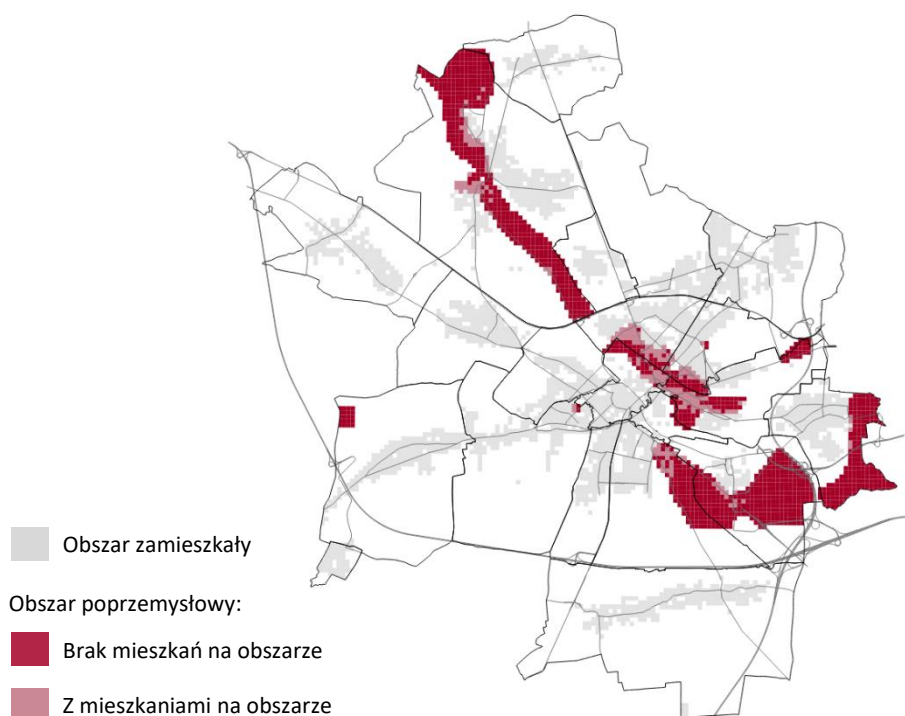 Obszar zamieszkały
Obszar poprzemysłowy:
Brak mieszkań na obszarze
Z mieszkaniami na obszarze